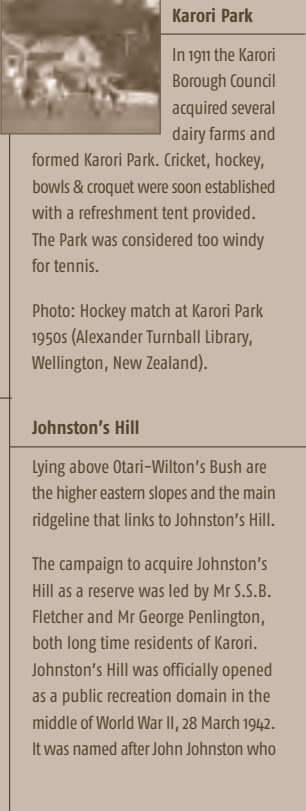 Karori Park
In 1911 the Karori
Borough Council
acquired several
dairy farms and
formed Karori Park. Cricket, hockey,
bowls & croquet were soon established
with a refreshment tent provided.
The Park was considered too windy
for tennis.
Photo: Hockey match at Karori Park
1950s (Alexander Turnball Library,
Wellington, New Zealand).
Johnston's Hill
Lying above Otari-Wilton's Bush are
the higher eastern slopes and the main
ridgeline that links to Johnston's Hill.
The campaign to acquire Johnston's
Hill as a reserve was led by Mr S.S.B.
Fletcher and Mr George Penlington,
both long time residents of Karori.
Johnston's Hill was officially opened
as a public recreation domain in the
middle of World War II, 28 March 1942.
It was named after John Johnston who